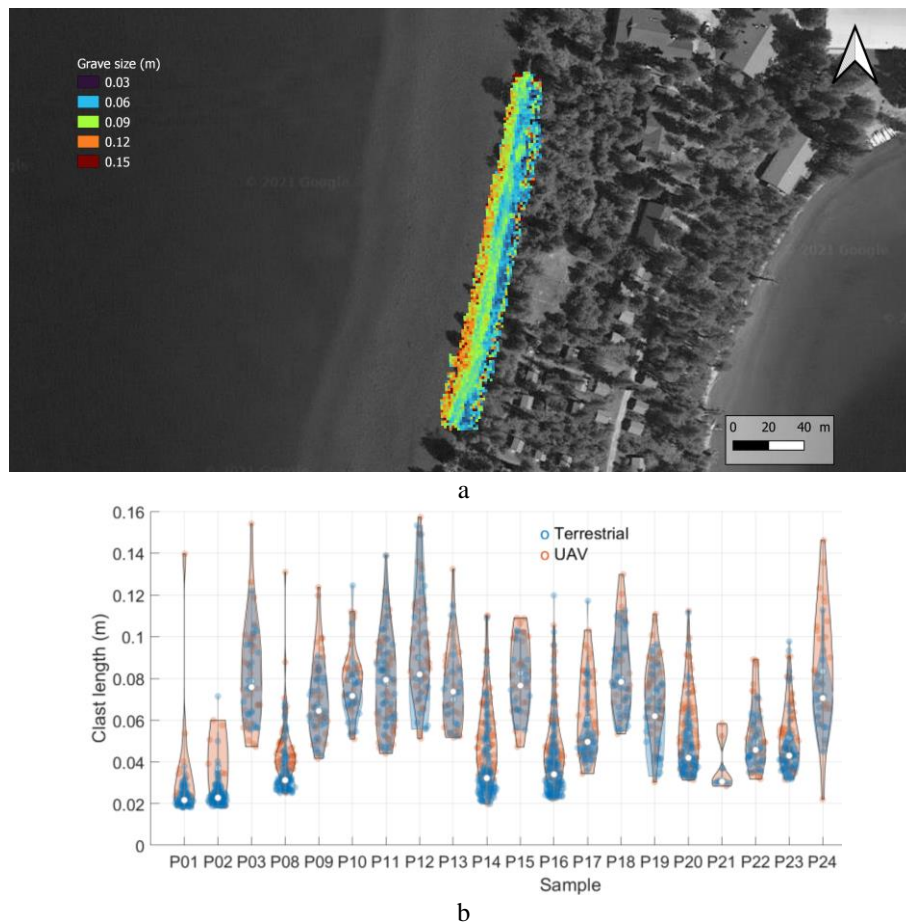 Grave size (m)
0.03
0.06
0.09
0.12
0.15
© 2021 Google
2021 Google
0 20 40 m
a
0.16
0.14
0.12
0.1
0.08
0.06
0.04
0.02
0
Clast length (m)
o Terrestrial
o UAV
P01 P02 P03 P08 P09 P10 P11 P12 P13 P14 P15 P16 P17 P18 P19 P20 P21 P22 P23 P24
Sample
b